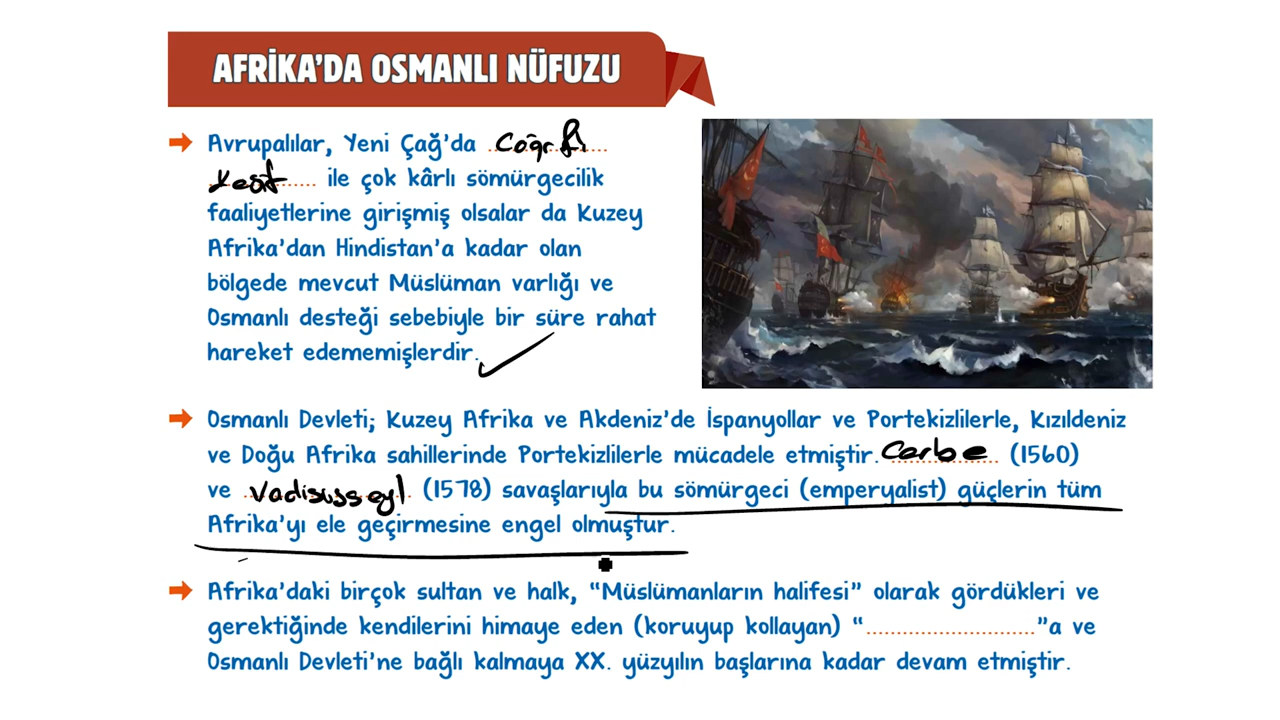 AFRİKA'DA OSMANLI NÜFUZU
Avrupalılar, Yeni Çağ'da Coğrfi
Keşif ile çok kârlı sömürgecilik
faaliyetlerine girişmiş olsalar da Kuzey
Afrika'dan Hindistan'a kadar olan
bölgede mevcut Müslüman varlığı ve
Osmanlı desteği sebebiyle bir süre rahat
hareket edememişlerdir.
Osmanlı Devleti; Kuzey Afrika ve Akdeniz'de İspanyollar ve Portekizlilerle, Kızıldeniz
ve Doğu Afrika sahillerinde Portekizlilerle mücadele etmiştir. Cerbe (1560)
ve Vadisusseyl (1578) savaşlarıyla bu sömürgeci (emperyalist) güçlerin tüm
Afrika'yı ele geçirmesine engel olmuştur.
Afrika'daki birçok sultan ve halk, "Müslümanların halifesi" olarak gördükleri ve
gerektiğinde kendilerini himaye eden (koruyup kollayan) "..........................."a ve
Osmanlı Devleti'ne bağlı kalmaya XX. yüzyılın başlarına kadar devam etmiştir.